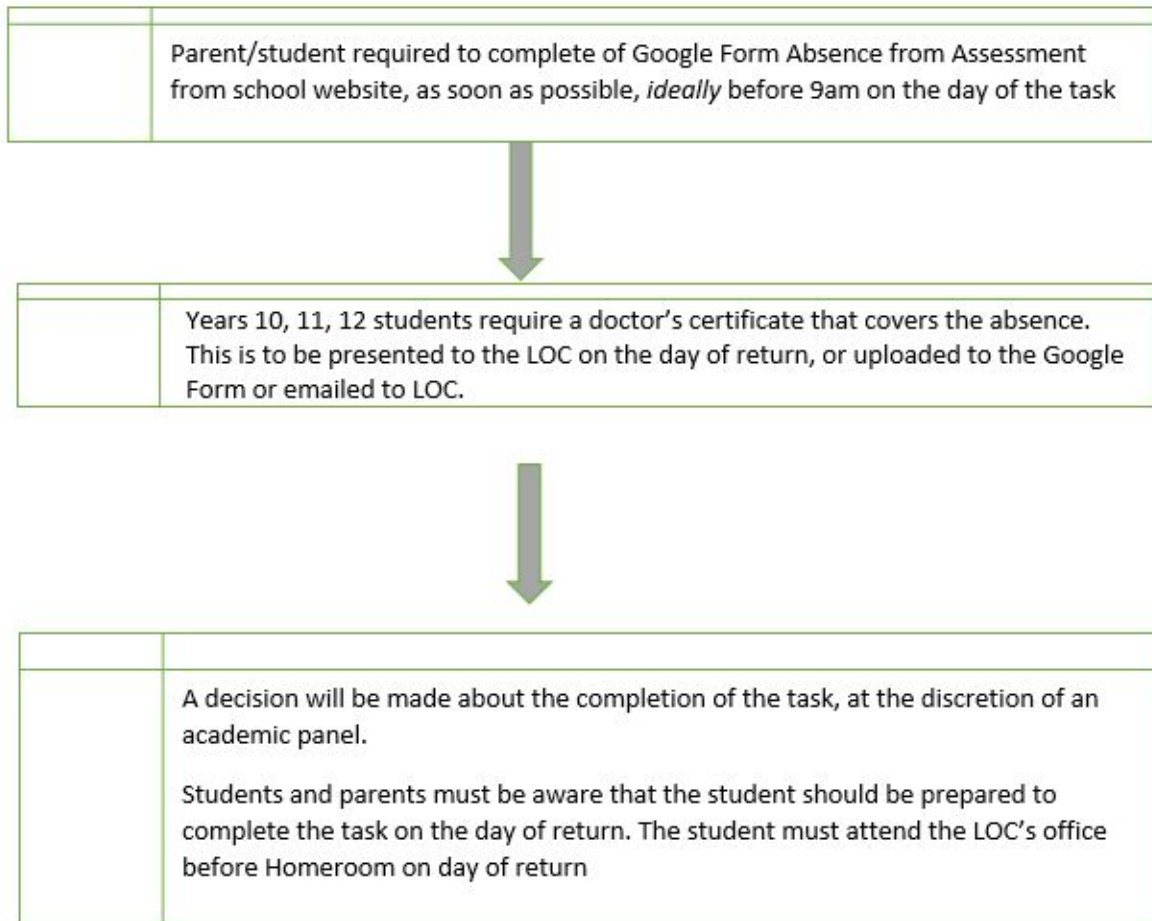 Parent/student required to complete of Google Form Absence from Assessment
from school website, as soon as possible, ideally before 9am on the day of the task
Years 10, 11, 12 students require a doctor’s certificate that covers the absence.
This is to be presented to the LOC on the day of return, or uploaded to the Google
Form or emailed to LOC.
A decision will be made about the completion of the task, at the discretion of an
academic panel.
Students and parents must be aware that the student should be prepared to
complete the task on the day of return. The student must attend the LOC’s office
before Homeroom on day of return